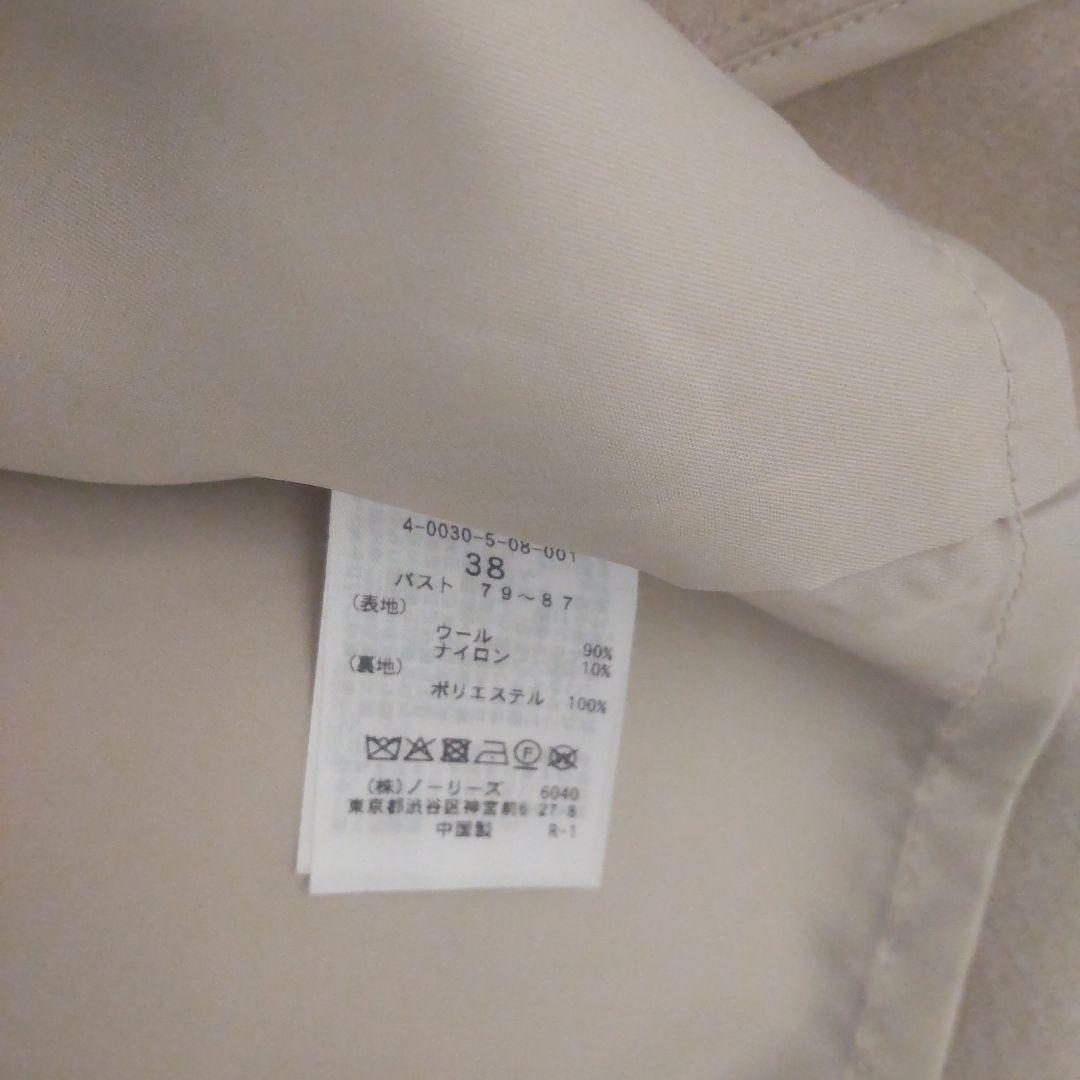 4-0030-5-08-001
38
バスト 79～87
(表地)
ウール 90%
ナイロン 10%
(裏地)
ポリエステル 100%
F
(株)ノーリーズ 6040
東京都渋谷区神宮前6 27-8
中国製 R-1